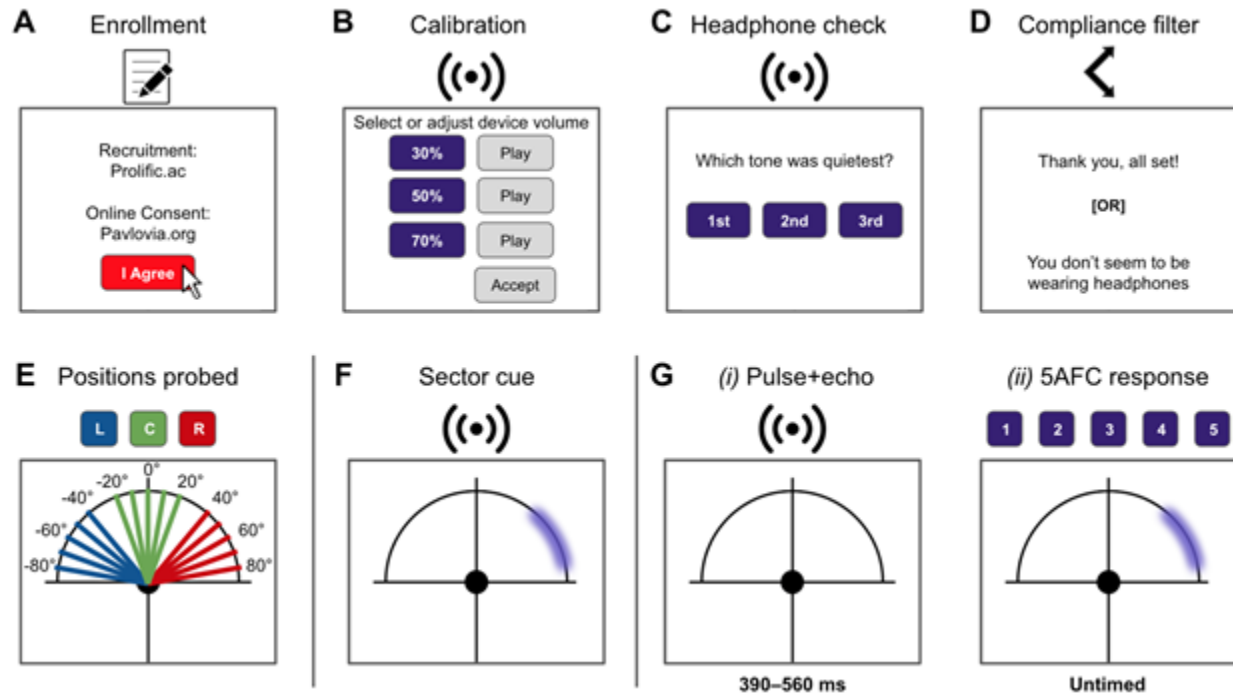 A Enrollment
Recruitment:
Prolific.ac
Online Consent:
Pavlovia.org
I Agree
B Calibration
Select or adjust device volume
30% Play
50% Play
70% Play
Accept
C Headphone check
Which tone was quietest?
1st 2nd 3rd
D Compliance filter
Thank you, all set!
[OR]
You don't seem to be
wearing headphones
E Positions probed
L C R
0°
-20° 20°
-40° 40°
-60° 60°
-80° 80°
F Sector cue
G (i) Pulse+echo
390–560 ms
(ii) 5AFC response
1 2 3 4 5
Untimed